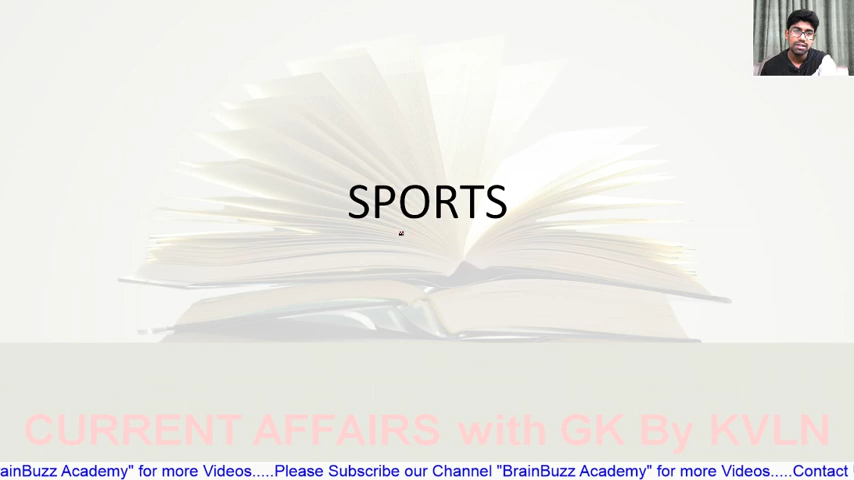 SPORTS
CURRENT AFFAIRS with GK By KVLN
rainBuzz Academy" for more Videos.....Please Subscribe our Channel "BrainBuzz Academy" for more Videos.....Contact